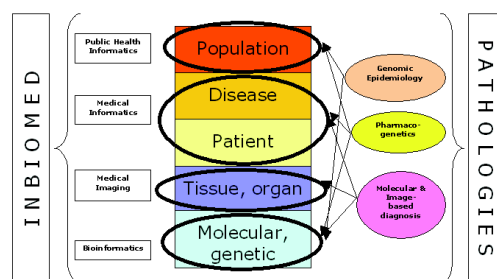 INBIOMED
Public Health
Informatics
Medical
Informatics
Medical
Imaging
Bioinformatics
Population
Disease
Patient
Tissue, organ
Molecular,
genetic
Genomic
Epidemiology
Pharmaco-
genetics
Molecular &
Image-
based
diagnosis
PATHOLOGIES